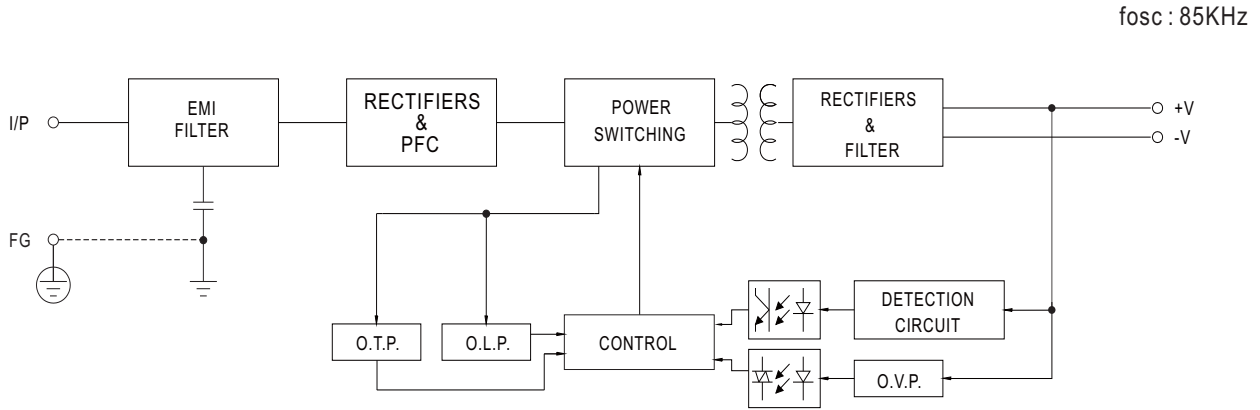 fosc : 85KHz
I/P
EMI
FILTER
RECTIFIERS
&
PFC
POWER
SWITCHING
RECTIFIERS
&
FILTER
+V
-V
FG
O.T.P.
O.L.P.
CONTROL
DETECTION
CIRCUIT
O.V.P.